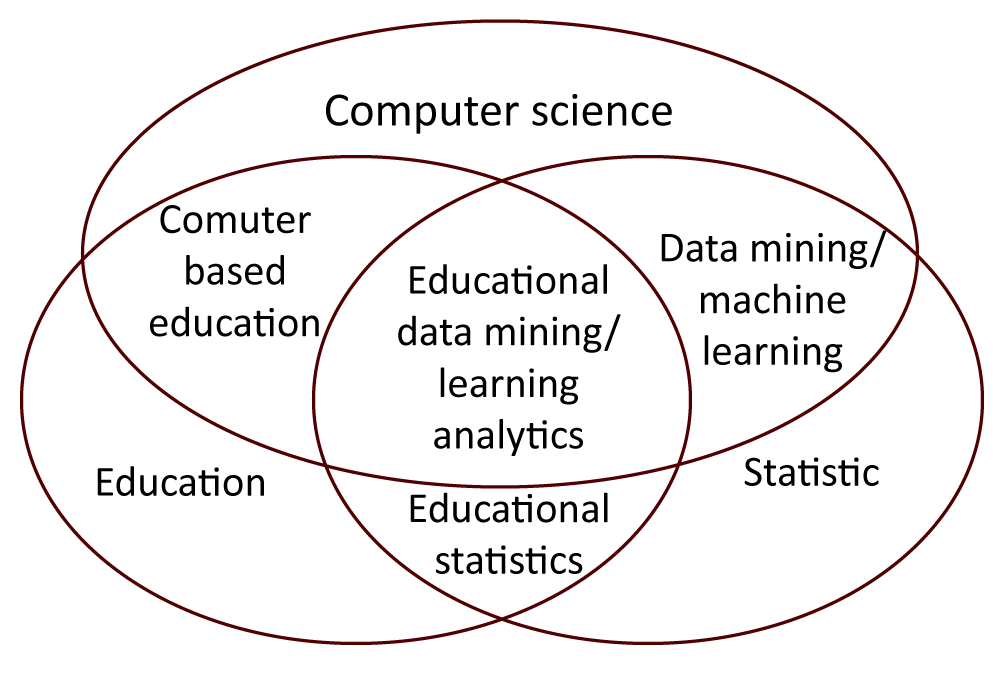 Computer science
Comuter
based
education
Educational
data mining/
learning
analytics
Data mining/
machine
learning
Education
Statistic
Educational
statistics